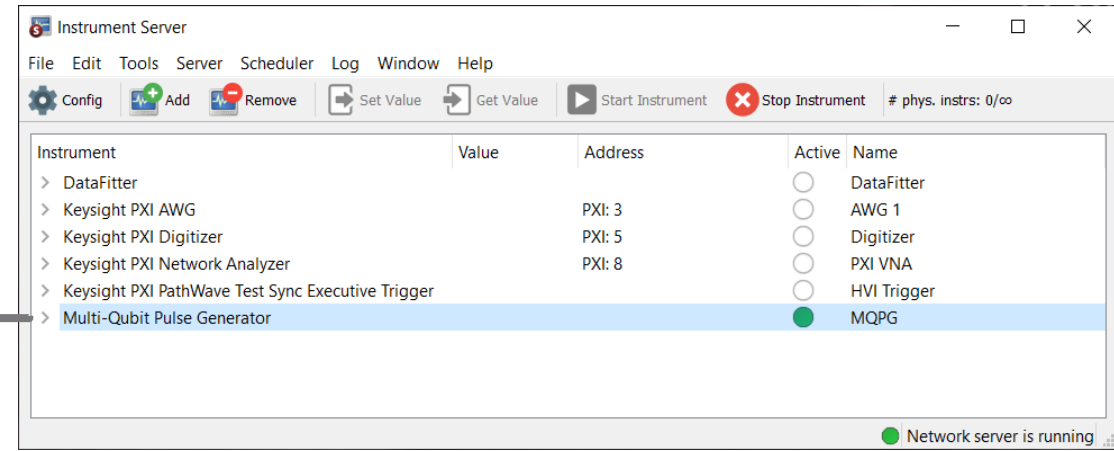 Instrument Server
File Edit Tools Server Scheduler Log Window Help
Config Add Remove Set Value Get Value Start Instrument Stop Instrument # phys. instrs: 0/∞
Instrument Value Address Active Name
DataFitter DataFitter
Keysight PXI AWG PXI: 3 AWG 1
Keysight PXI Digitizer PXI: 5 Digitizer
Keysight PXI Network Analyzer PXI: 8 PXI VNA
Keysight PXI PathWave Test Sync Executive Trigger HVI Trigger
Multi-Qubit Pulse Generator MQPG
Network server is running